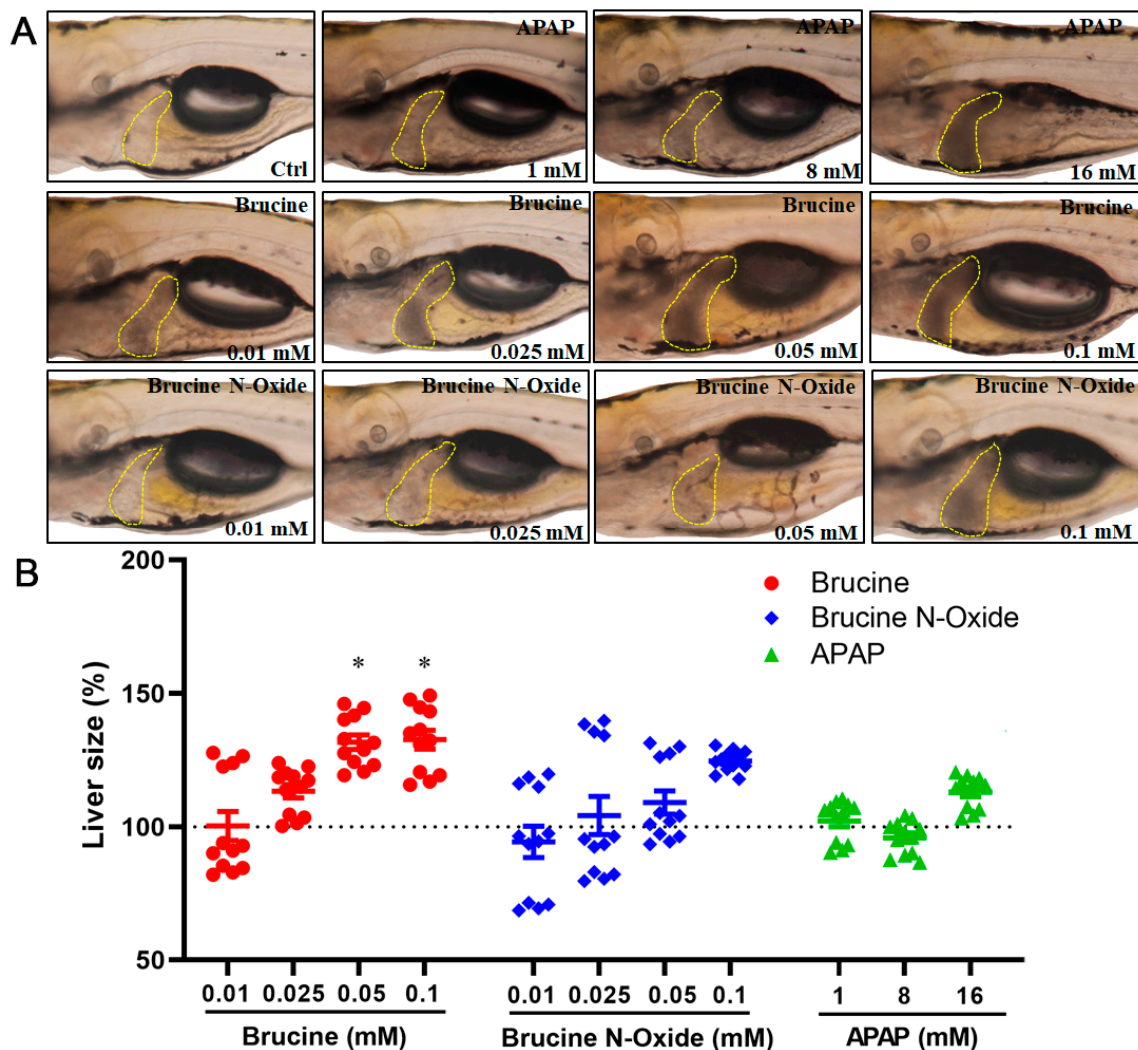 A
APAP
APAP
APAP
Ctrl
1 mM
8 mM
16 mM
Brucine
Brucine
Brucine
Brucine
0.01 mM
0.025 mM
0.05 mM
0.1 mM
Brucine N-Oxide
Brucine N-Oxide
Brucine N-Oxide
Brucine N-Oxide
0.01 mM
0.025 mM
0.05 mM
0.1 mM
B
200
150
100
50
Liver size (%)
Brucine
Brucine N-Oxide
APAP
* *
0.01 0.025 0.05 0.1 0.01 0.025 0.05 0.1 1 8 16
Brucine (mM) Brucine N-Oxide (mM) APAP (mM)